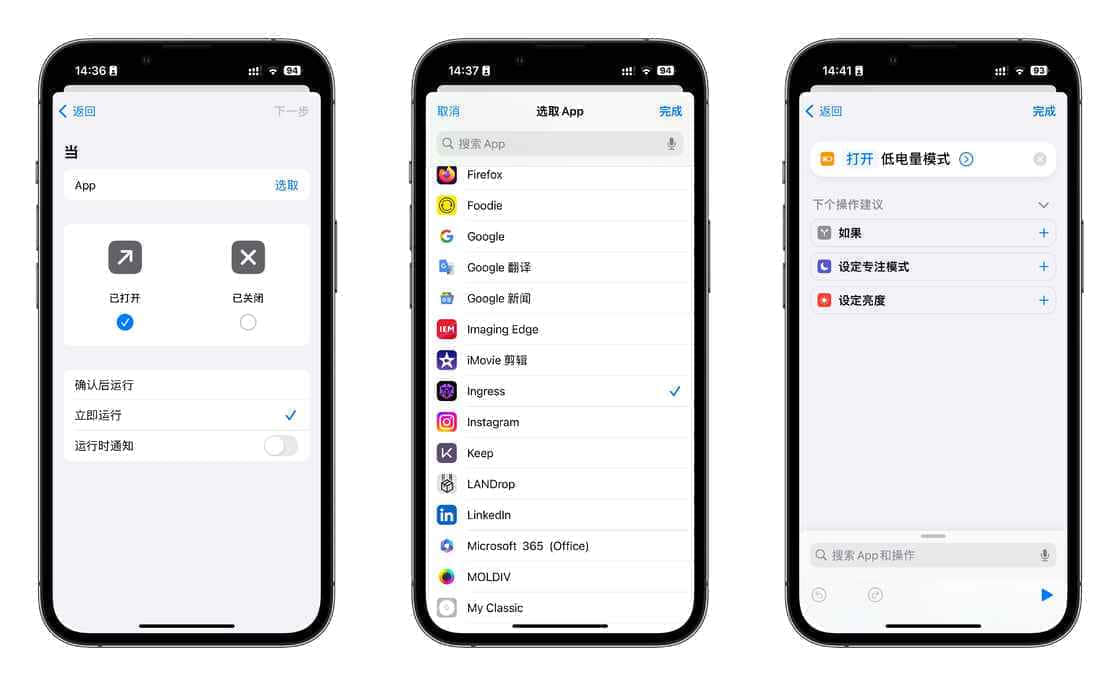 14:36
94
返回
下一步
当
App
选取
已打开
已关闭
确认后运行
立即运行
运行时通知
14:37
94
取消
选取 App
完成
搜索 App
Firefox
Foodie
Google
Google 翻译
Google 新闻
IEM
Imaging Edge
iMovie 剪辑
Ingress
Instagram
Keep
LANDrop
in
LinkedIn
Microsoft 365 (Office)
MOLDIV
My Classic
14:41
93
返回
完成
打开 低电量模式
下个操作建议
如果
设定专注模式
设定亮度
搜索 App和操作